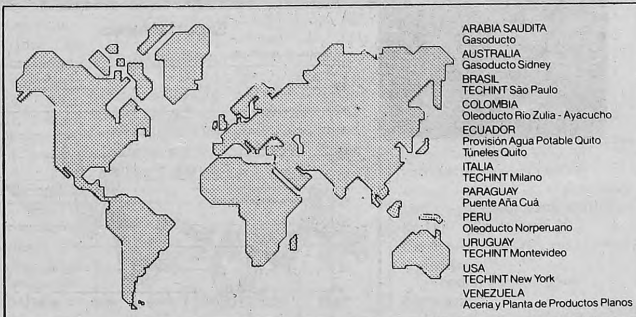 ARABIA SAUDITA
Gasoducto
AUSTRALIA
Gasoducto Sidney
BRASIL
TECHINT São Paulo
COLOMBIA
Oleoducto Rio Zulia - Ayacucho
ECUADOR
Provisión Agua Potable Quito
Túneles Quito
ITALIA
TECHINT Milano
PARAGUAY
Puente Aña Cuá
PERU
Oleoducto Norperuano
URUGUAY
TECHINT Montevideo
USA
TECHINT New York
VENEZUELA
Aceria y Planta de Productos Planos